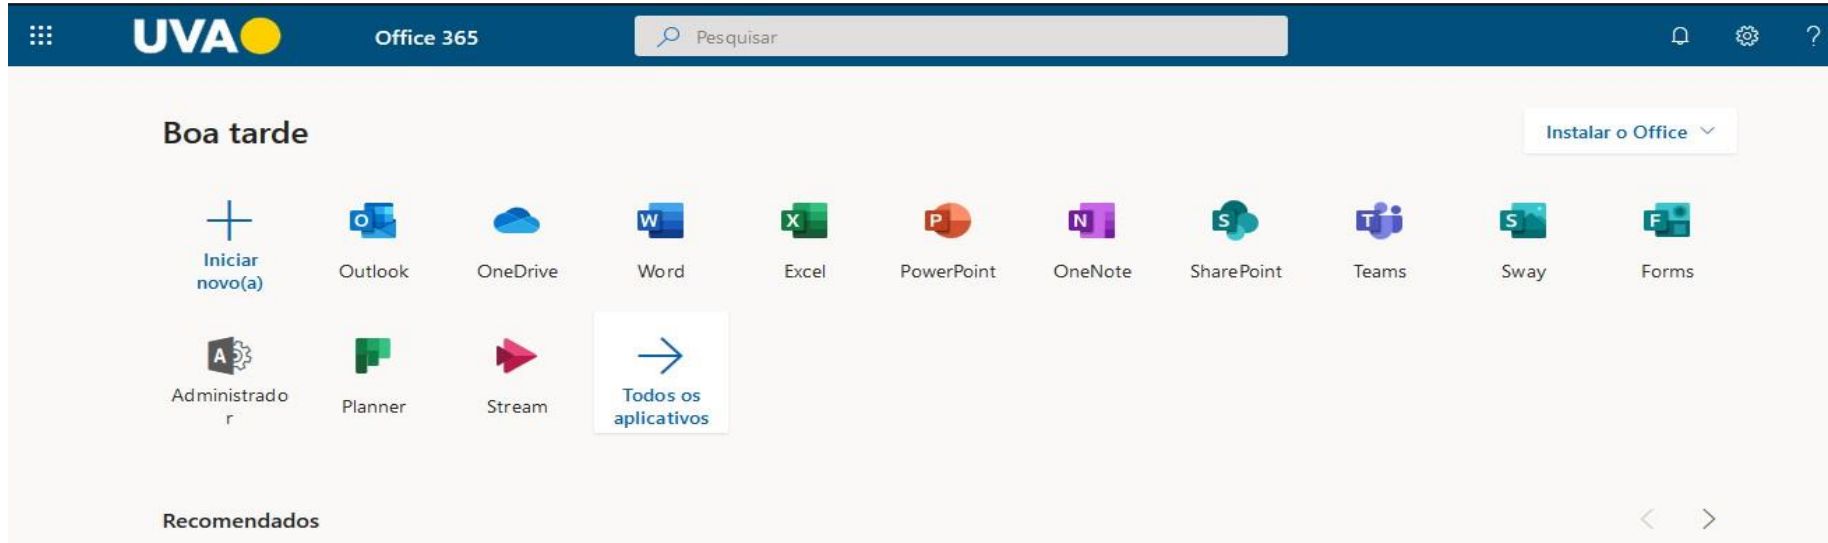 UVA
Office 365
Pesquisar
?
Boa tarde
Instalar o Office
Iniciar
novo(a)
Outlook
OneDrive
Word
Excel
PowerPoint
OneNote
SharePoint
Teams
Sway
Forms
Administrado
r
Planner
Stream
Todos os
aplicativos
Recomendados